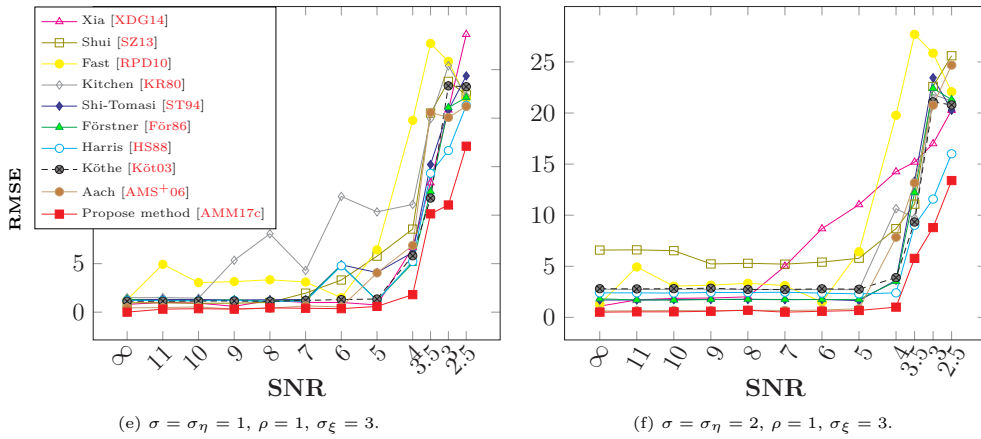 Xia [XDG14]
Shui [SZ13]
Fast [RPD10]
Kitchen [KR80]
Shi-Tomasi [ST94]
Förstner [För86]
Harris [HS88]
Köthe [Köt03]
Aach [AMS+06]
Propose method [AMM17c]
RMSE
5
0
∞ 11 10 9 8 7 6 5 4 3.5 3 2.5
SNR
(e) σ = ση = 1, ρ = 1, σξ = 3.
25
20
15
10
5
0
∞ 11 10 9 8 7 6 5 4 3.5 3 2.5
SNR
(f) σ = ση = 2, ρ = 1, σξ = 3.